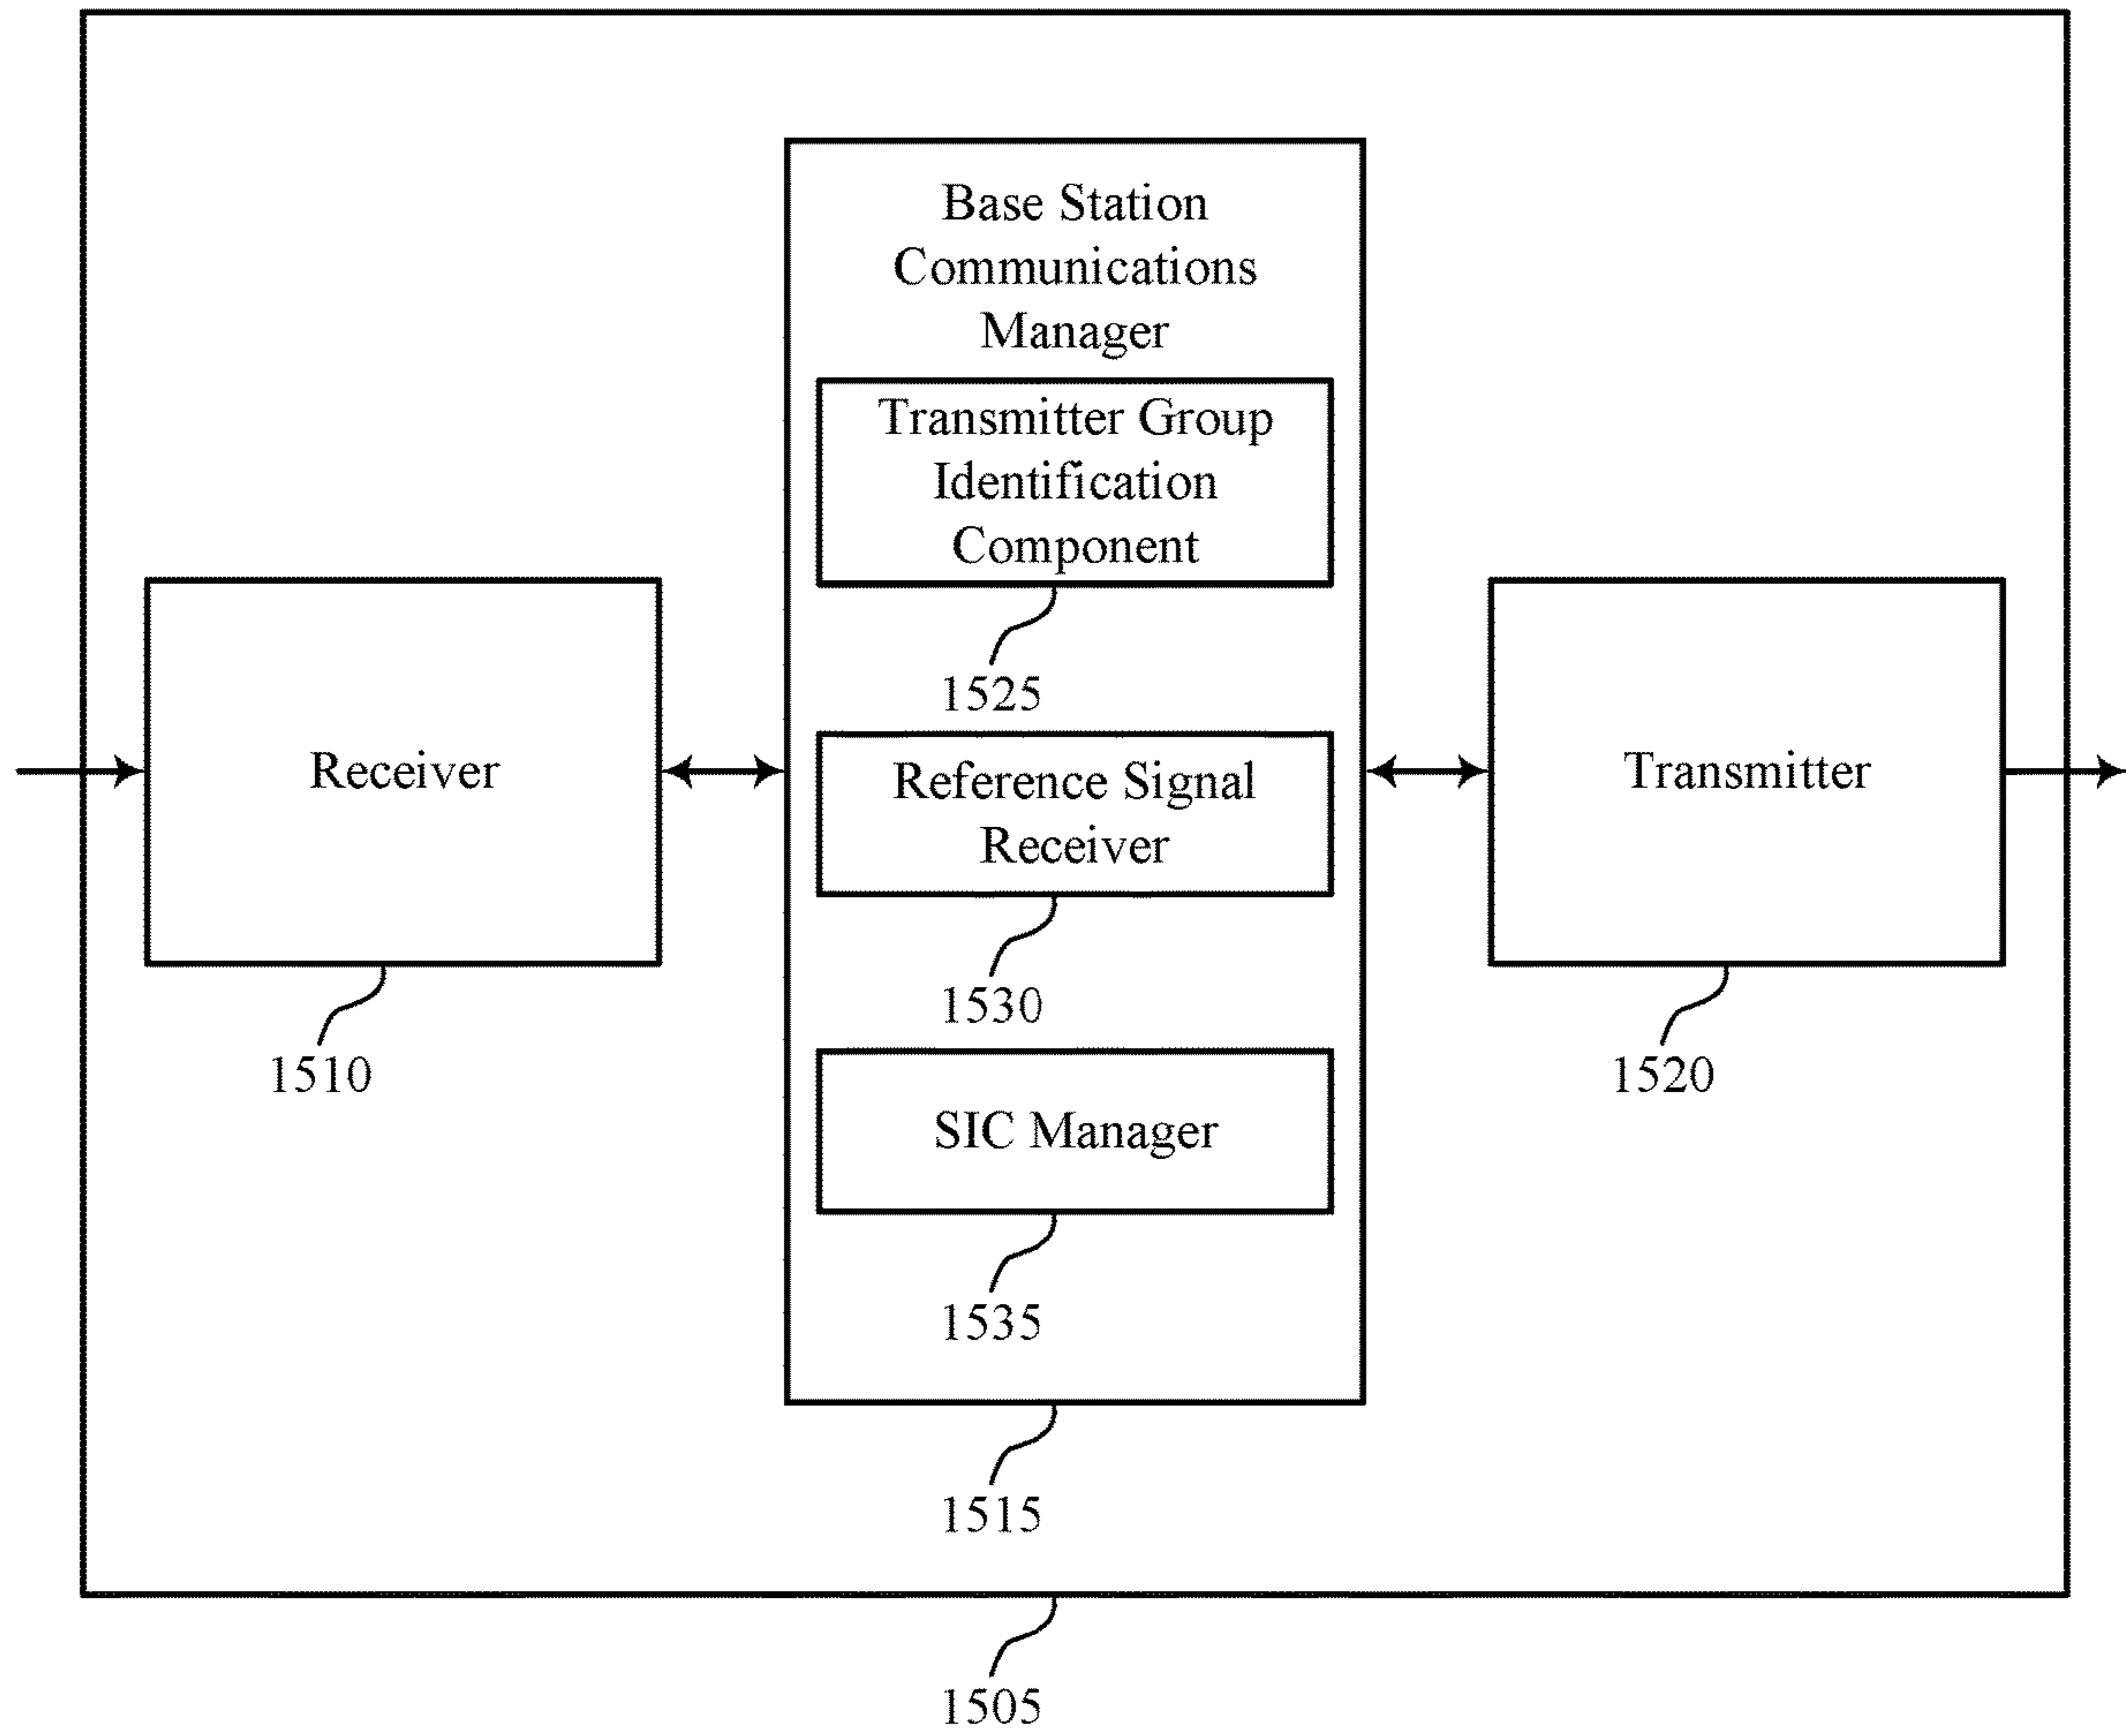 Base Station
Communications
Manager
Transmitter Group
Identification
Component
1525
Receiver
1510
Reference Signal
Receiver
1530
Transmitter
1520
SIC Manager
1535
1515
1505